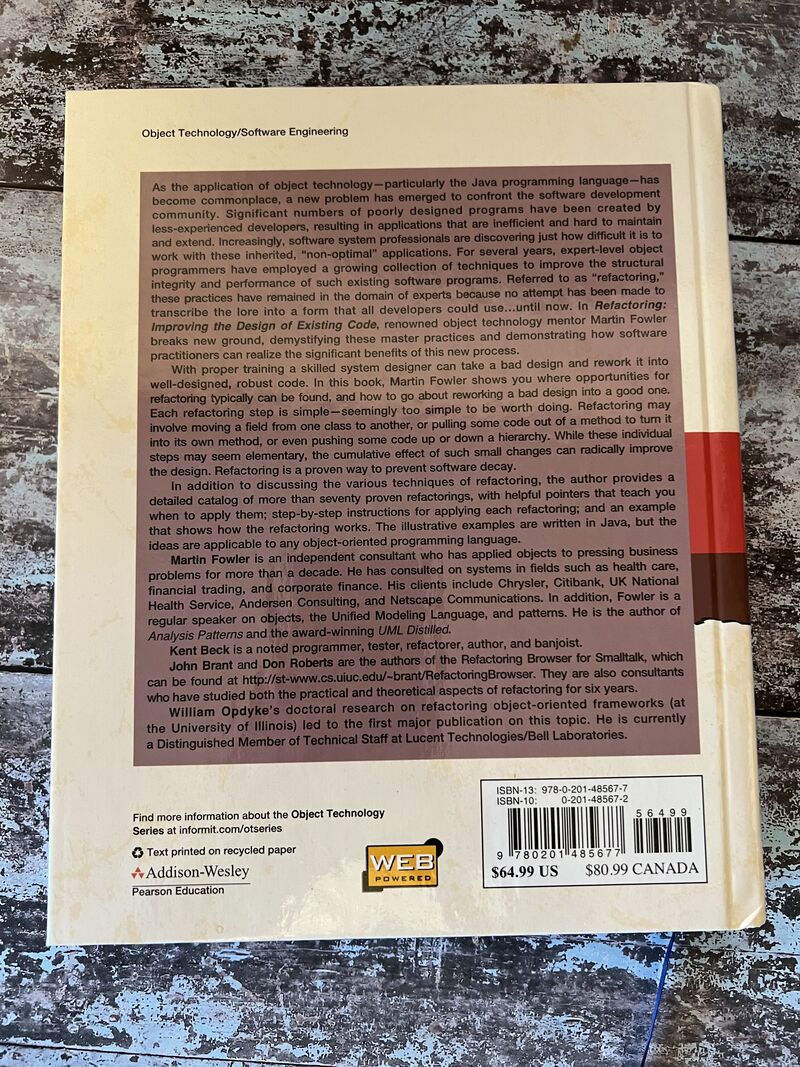 Object Technology/Software Engineering
As the application of object technology—particularly the Java programming language—has
become commonplace, a new problem has emerged to confront the software development
community. Significant numbers of poorly designed programs have been created by
less-experienced developers, resulting in applications that are inefficient and hard to maintain
and extend. Increasingly, software system professionals are discovering just how difficult it is to
work with these inherited, “non-optimal” applications. For several years, expert-level object
programmers have employed a growing collection of techniques to improve the structural
integrity and performance of such existing software programs. Referred to as “refactoring,”
these practices have remained in the domain of experts because no attempt has been made to
transcribe the lore into a form that all developers could use...until now. In Refactoring:
Improving the Design of Existing Code, renowned object technology mentor Martin Fowler
breaks new ground, demystifying these master practices and demonstrating how software
practitioners can realize the significant benefits of this new process.
With proper training a skilled system designer can take a bad design and rework it into
well-designed, robust code. In this book, Martin Fowler shows you where opportunities for
refactoring typically can be found, and how to go about reworking a bad design into a good one.
Each refactoring step is simple—seemingly too simple to be worth doing. Refactoring may
involve moving a field from one class to another, or pulling some code out of a method to turn it
into its own method, or even pushing some code up or down a hierarchy. While these individual
steps may seem elementary, the cumulative effect of such small changes can radically improve
the design. Refactoring is a proven way to prevent software decay.
In addition to discussing the various techniques of refactoring, the author provides a
detailed catalog of more than seventy proven refactorings, with helpful pointers that teach you
when to apply them; step-by-step instructions for applying each refactoring; and an example
that shows how the refactoring works. The illustrative examples are written in Java, but the
ideas are applicable to any object-oriented programming language.
Martin Fowler is an independent consultant who has applied objects to pressing business
problems for more than a decade. He has consulted on systems in fields such as health care,
financial trading, and corporate finance. His clients include Chrysler, Citibank, UK National
Health Service, Andersen Consulting, and Netscape Communications. In addition, Fowler is a
regular speaker on objects, the Unified Modeling Language, and patterns. He is the author of
Analysis Patterns and the award-winning UML Distilled.
Kent Beck is a noted programmer, tester, refactorer, author, and banjoist.
John Brant and Don Roberts are the authors of the Refactoring Browser for Smalltalk, which
can be found at http://st-www.cs.uiuc.edu/~brant/RefactoringBrowser. They are also consultants
who have studied both the practical and theoretical aspects of refactoring for six years.
William Opdyke's doctoral research on refactoring object-oriented frameworks (at
the University of Illinois) led to the first major publication on this topic. He is currently
a Distinguished Member of Technical Staff at Lucent Technologies/Bell Laboratories.
Find more information about the Object Technology
Series at informit.com/otseries
Text printed on recycled paper
Addison-Wesley
Pearson Education
WEB
POWERED
ISBN-13: 978-0-201-48567-7
ISBN-10: 0-201-48567-2
56499
9 780201 485677
$64.99 US $80.99 CANADA